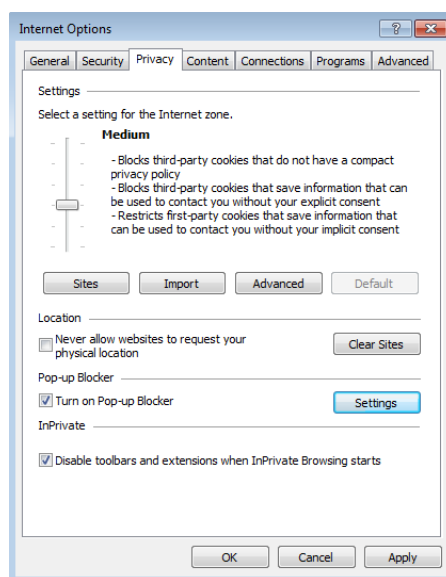 Internet Options
General Security Privacy Content Connections Programs Advanced
Settings
Select a setting for the Internet zone.
Medium
- Blocks third-party cookies that do not have a compact
privacy policy
- Blocks third-party cookies that save information that can
be used to contact you without your explicit consent
- Restricts first-party cookies that save information that
can be used to contact you without your implicit consent
Sites Import Advanced Default
Location
Never allow websites to request your
physical location
Clear Sites
Pop-up Blocker
Turn on Pop-up Blocker
Settings
InPrivate
Disable toolbars and extensions when InPrivate Browsing starts
OK Cancel Apply